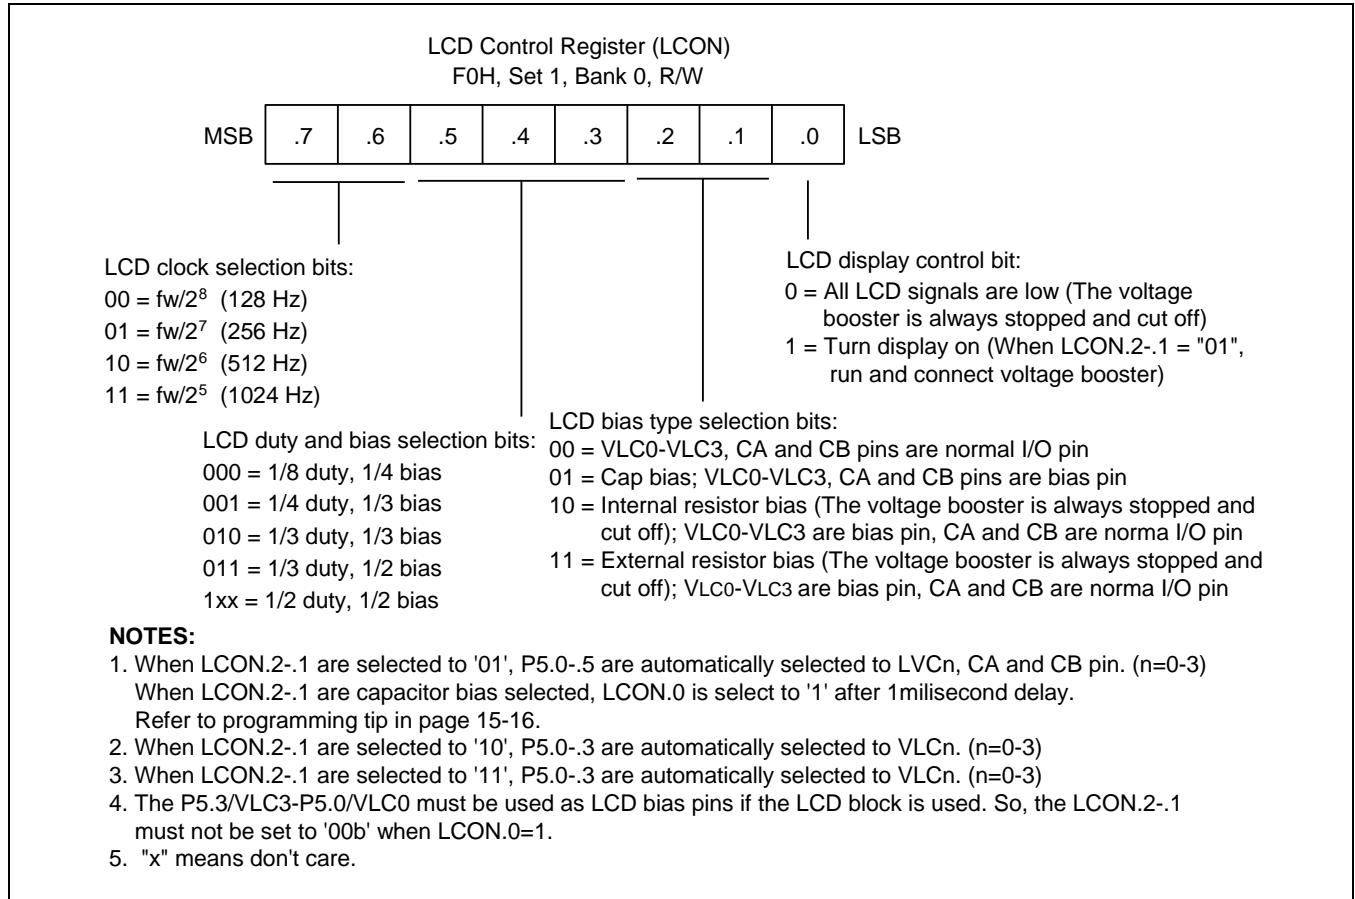 LCD Control Register (LCON)
F0H, Set 1, Bank 0, R/W
MSB .7 .6 .5 .4 .3 .2 .1 .0 LSB
LCD clock selection bits:
00 = fw/2⁸ (128 Hz)
01 = fw/2⁷ (256 Hz)
10 = fw/2⁶ (512 Hz)
11 = fw/2⁵ (1024 Hz)
LCD duty and bias selection bits:
000 = 1/8 duty, 1/4 bias
001 = 1/4 duty, 1/3 bias
010 = 1/3 duty, 1/3 bias
011 = 1/3 duty, 1/2 bias
1xx = 1/2 duty, 1/2 bias
LCD bias type selection bits:
00 = VLC0-VLC3, CA and CB pins are normal I/O pin
01 = Cap bias; VLC0-VLC3, CA and CB pins are bias pin
10 = Internal resistor bias (The voltage booster is always stopped and
cut off); VLC0-VLC3 are bias pin, CA and CB are norma I/O pin
11 = External resistor bias (The voltage booster is always stopped and
cut off); VLC0-VLC3 are bias pin, CA and CB are norma I/O pin
LCD display control bit:
0 = All LCD signals are low (The voltage
booster is always stopped and cut off)
1 = Turn display on (When LCON.2-.1 = "01",
run and connect voltage booster)
NOTES:
1. When LCON.2-.1 are selected to '01', P5.0-.5 are automatically selected to LVCn, CA and CB pin. (n=0-3)
When LCON.2-.1 are capacitor bias selected, LCON.0 is select to '1' after 1milisecond delay.
Refer to programming tip in page 15-16.
2. When LCON.2-.1 are selected to '10', P5.0-.3 are automatically selected to VLCn. (n=0-3)
3. When LCON.2-.1 are selected to '11', P5.0-.3 are automatically selected to VLCn. (n=0-3)
4. The P5.3/VLC3-P5.0/VLC0 must be used as LCD bias pins if the LCD block is used. So, the LCON.2-.1
must not be set to '00b' when LCON.0=1.
5. "x" means don't care.